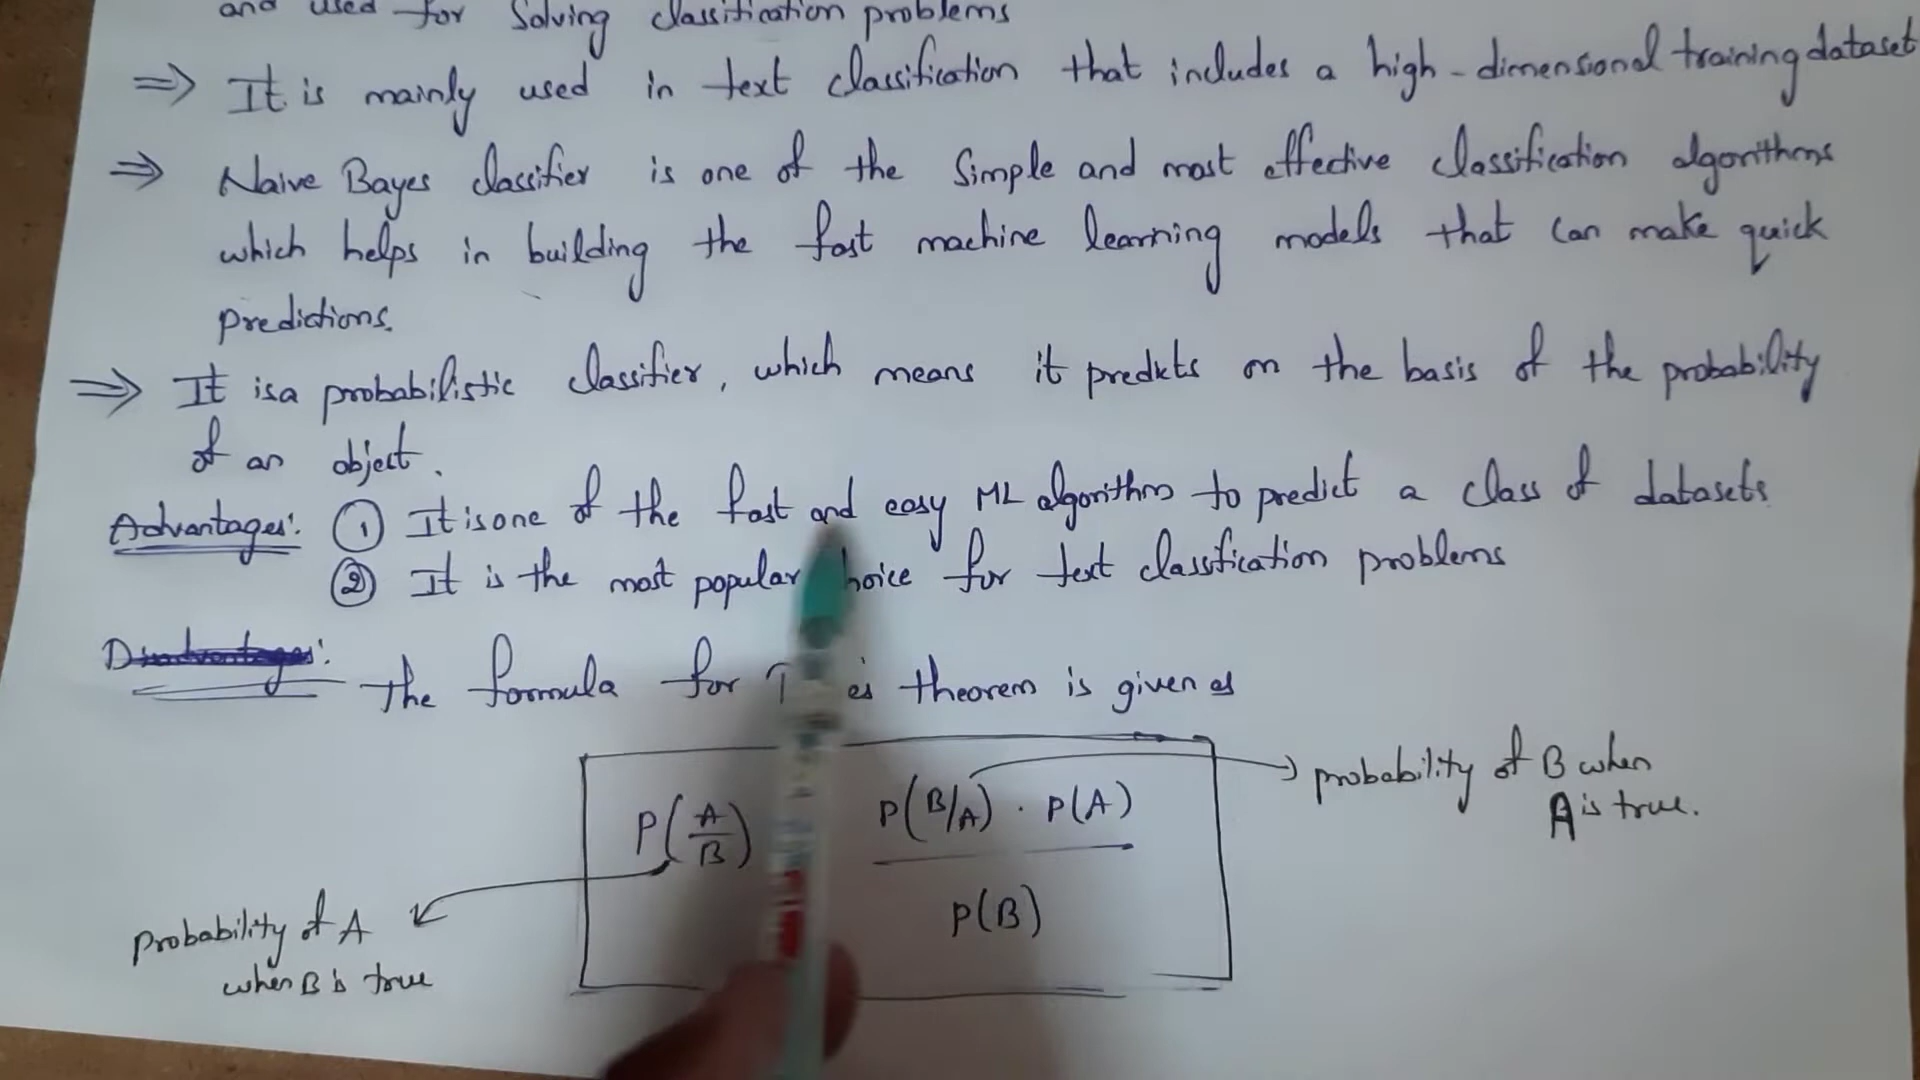 and used for Solving classification problems
⇒ It is mainly used in text classification that includes a high-dimensional training dataset
⇒ Naive Bayes classifier is one of the Simple and most effective classification algorithms
which helps in building the fast machine learning models that can make quick
predictions.
⇒ It is a probabilistic classifier, which means it predicts on the basis of the probability
of an object.
Advantages: ① It is one of the fast and easy ML algorithm to predict a class of datasets
② It is the most popular hoice for text classification problems
The formula for es theorem is given as
P(A/B) P(B/A) · P(A)
P(B)
probability of B when
A is true.
probability of A
when B is true